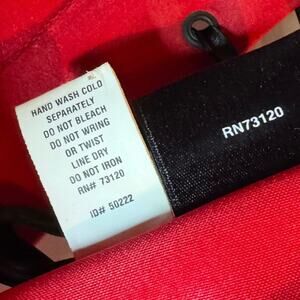 HAND WASH COLD
SEPARATELY
DO NOT BLEACH
DO NOT WRING
OR TWIST
LINE DRY
DO NOT IRON
RN# 73120
ID# 50222
RN73120